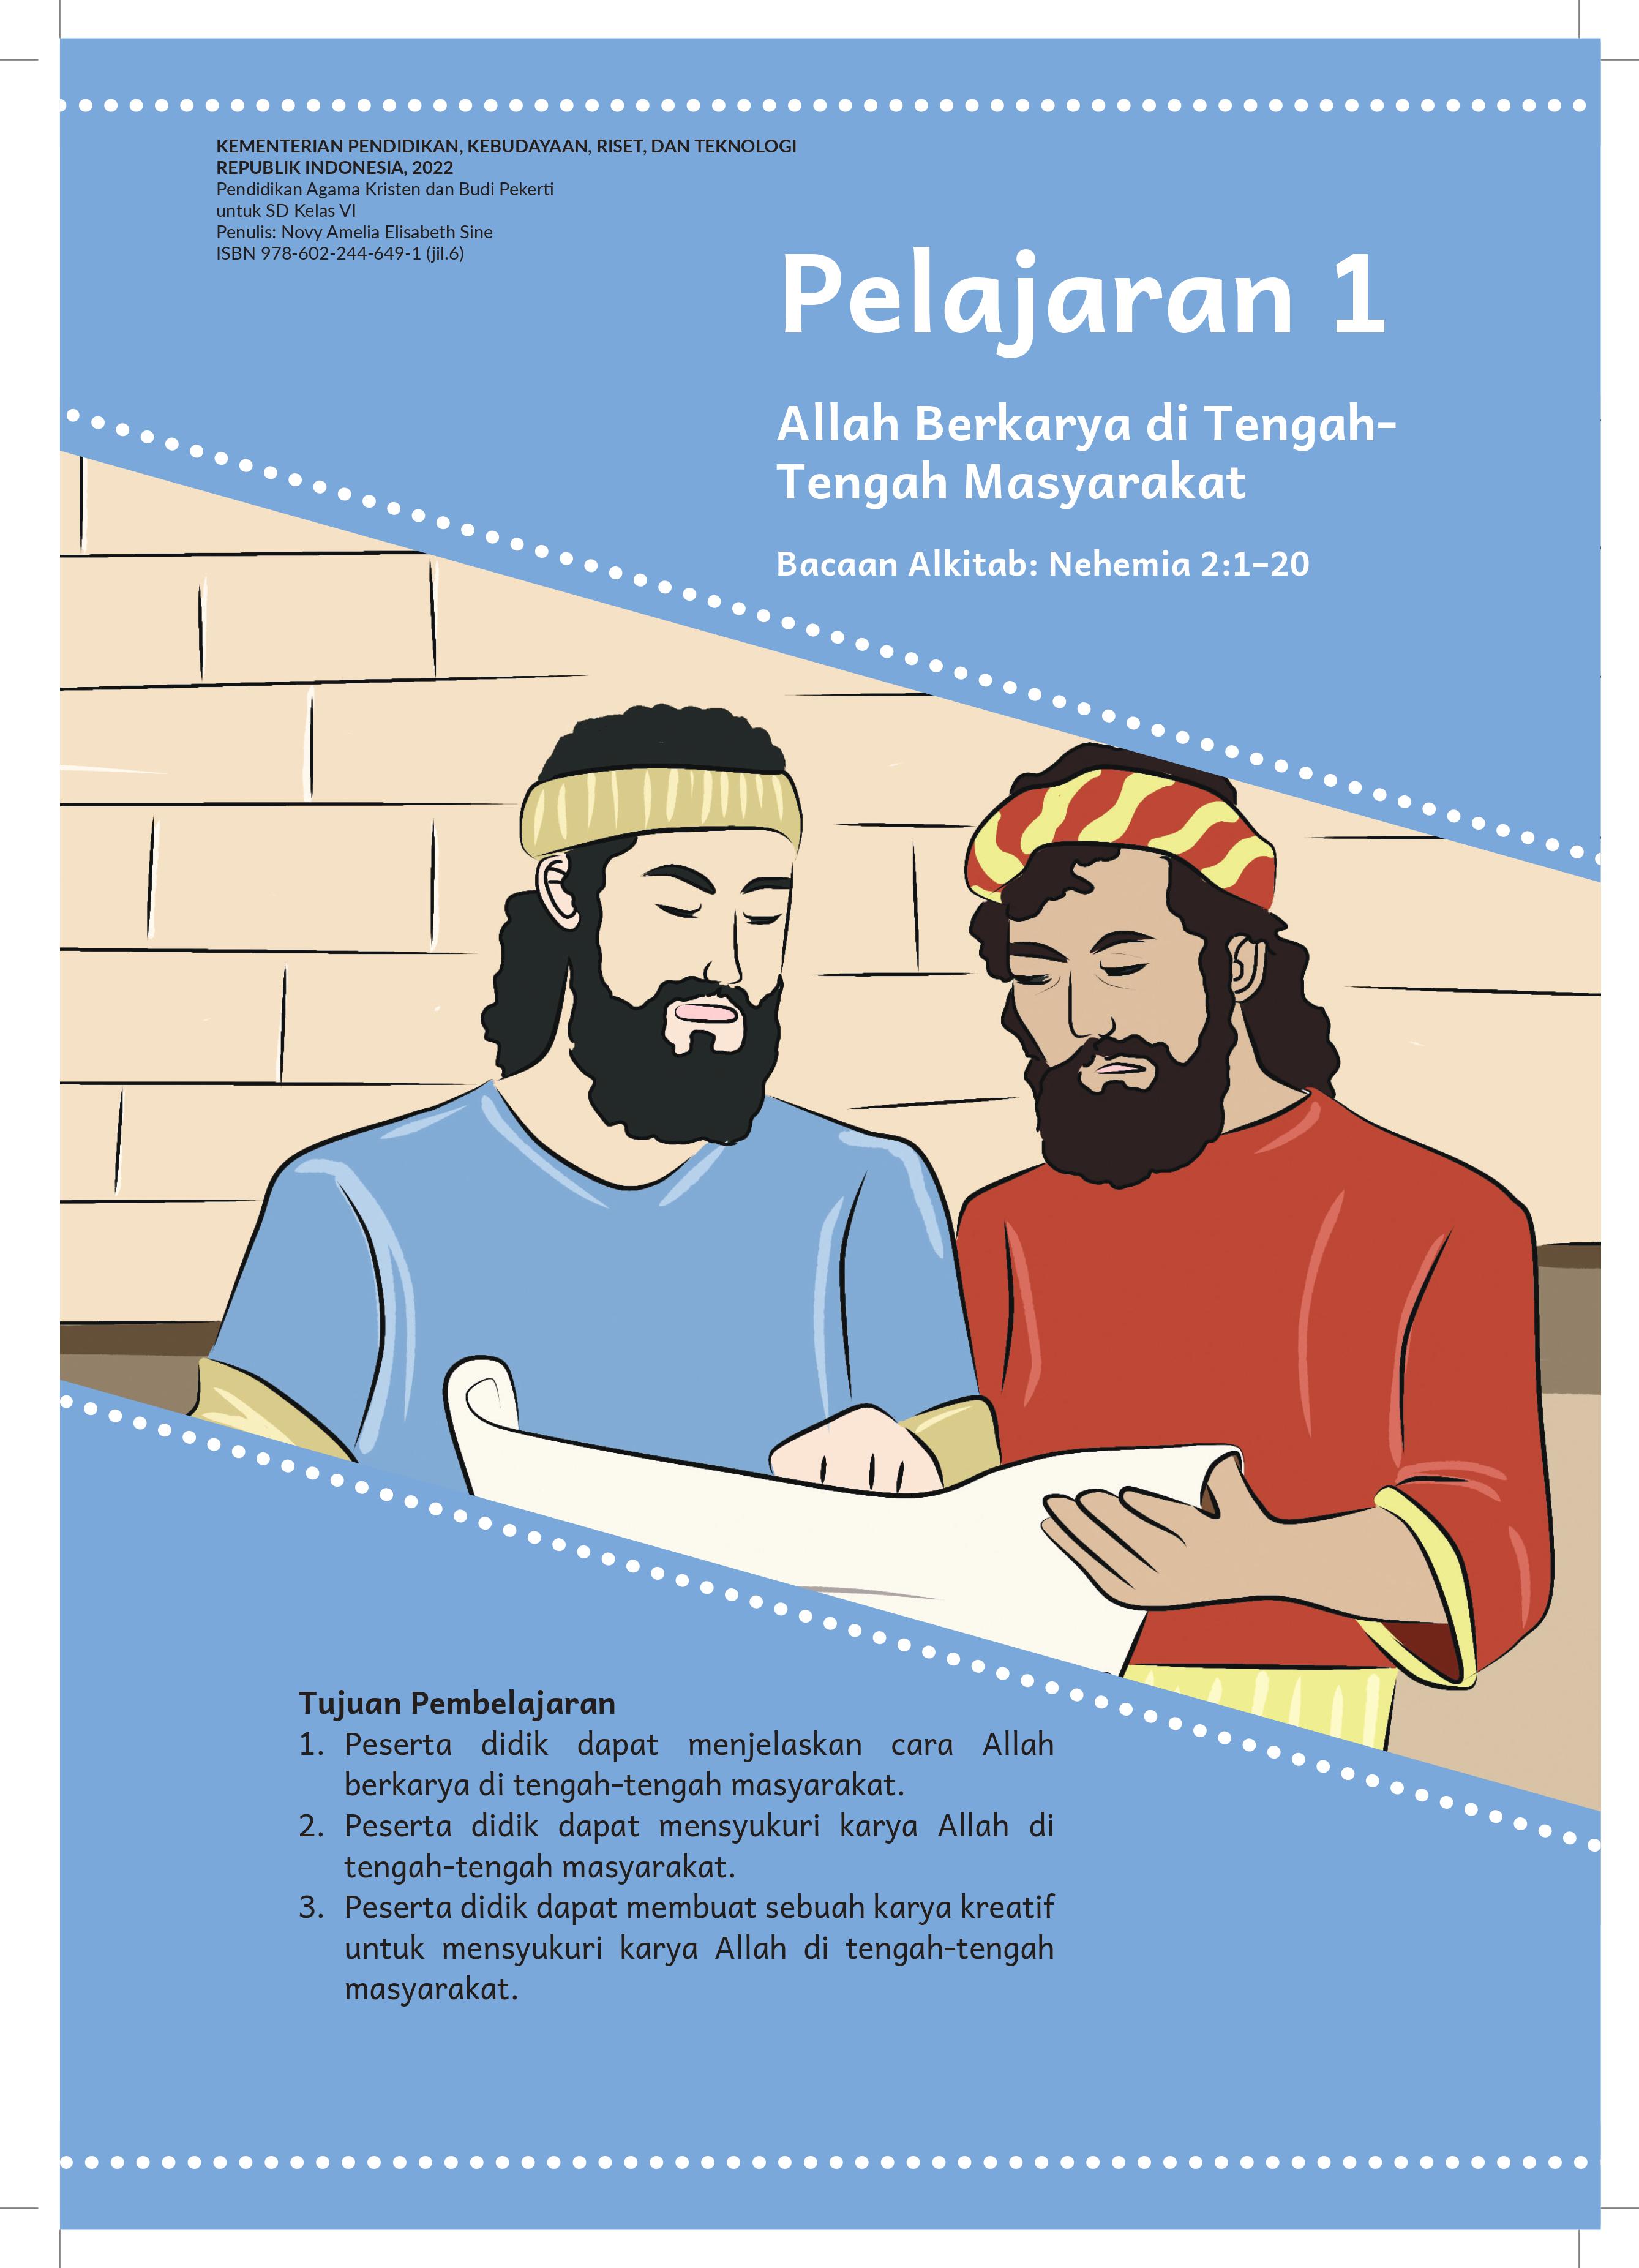 KEMENTERIAN PENDIDIKAN, KEBUDAYAAN, RISET, DAN TEKNOLOGI
REPUBLIK INDONESIA, 2022
Pendidikan Agama Kristen dan Budi Pekerti
untuk SD Kelas VI
Penulis: Novy Amelia Elisabeth Sine
ISBN 978-602-244-649-1 (jil.6)
Pelajaran 1
Allah Berkarya di Tengah-
Tengah Masyarakat
Bacaan Alkitab: Nehemia 2:1–20
Tujuan Pembelajaran
1. Peserta didik dapat menjelaskan cara Allah
berkarya di tengah-tengah masyarakat.
2. Peserta didik dapat mensyukuri karya Allah di
tengah-tengah masyarakat.
3. Peserta didik dapat membuat sebuah karya kreatif
untuk mensyukuri karya Allah di tengah-tengah
masyarakat.